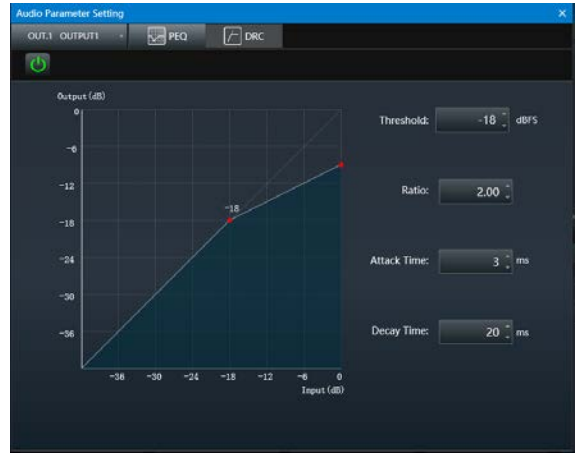 Audio Parameter Setting ×
OUT.1 OUTPUT1 PEQ DRC
Output(dB)
0
-6
-12
-18
-24
-30
-36
-18
-36 -30 -24 -18 -12 -6 0
Input(dB)
Threshold: -18 dBFS
Ratio: 2.00
Attack Time: 3 ms
Decay Time: 20 ms